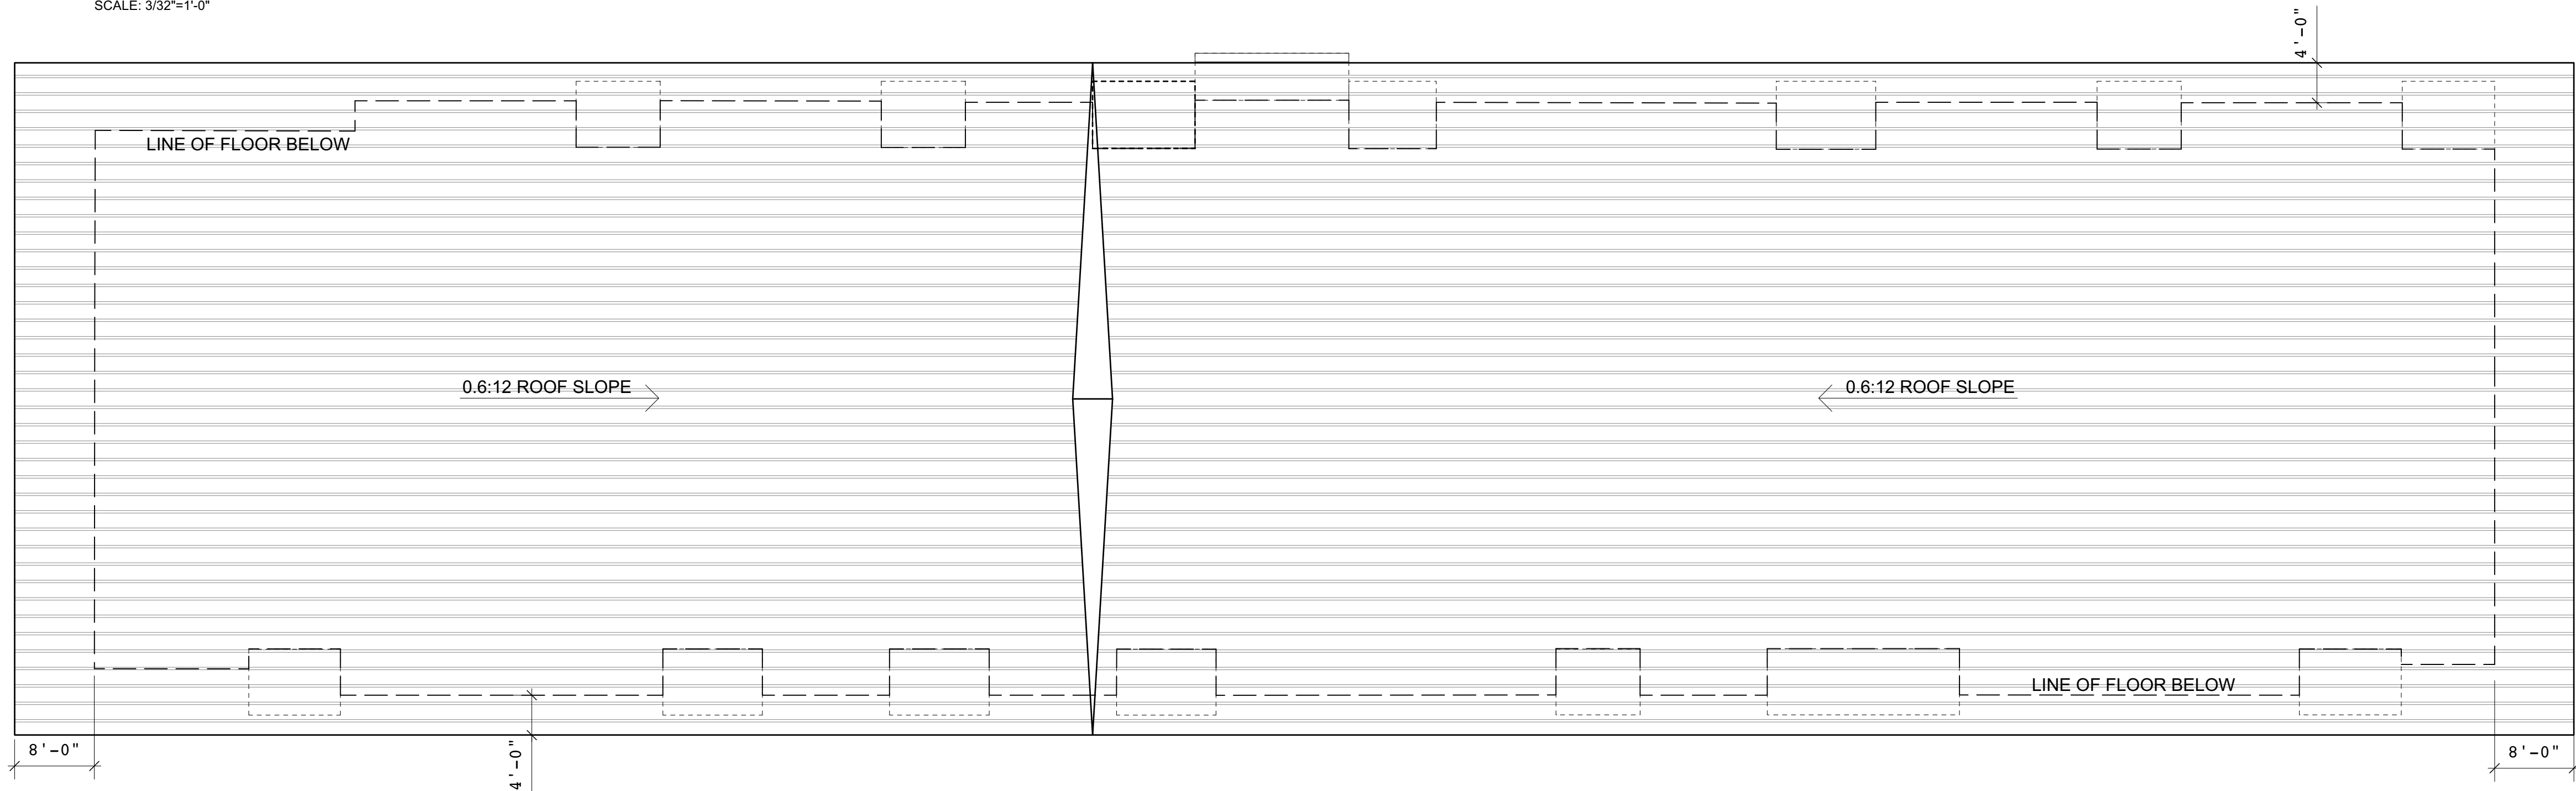 SCALE: 3/32"=1'-0"
4'-0"
LINE OF FLOOR BELOW
0.6:12 ROOF SLOPE
0.6:12 ROOF SLOPE
LINE OF FLOOR BELOW
8'-0"
4'-0"
8'-0"